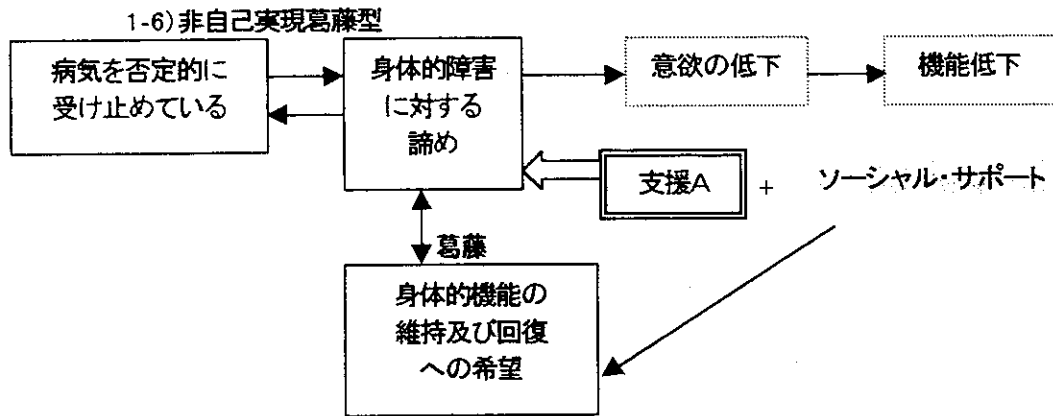 1-6)非自己実現葛藤型
病気を否定的に
受け止めている
身体的障害
に対する
諦め
意欲の低下
機能低下
支援A
+
ソーシャル・サポート
葛藤
身体的機能の
維持及び回復
への希望